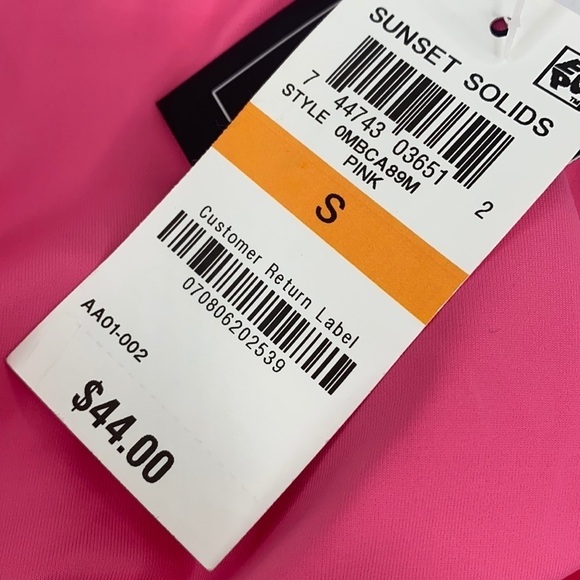 SUNSET SOLIDS
7 44743 03651 2
STYLE 0MBCA89M
PINK
S
Customer Return Label
070806202539
AA01-002
$44.00